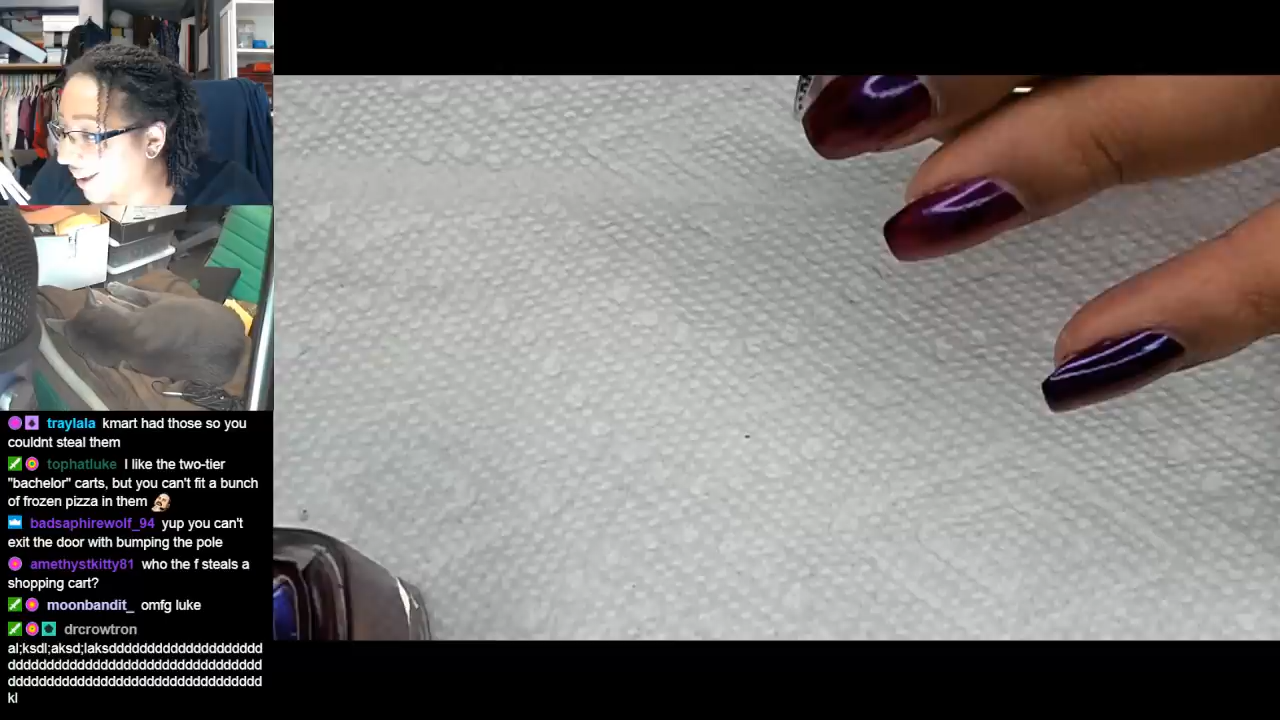 traylala kmart had those so you
couldnt steal them
tophatluke I like the two-tier
"bachelor" carts, but you can't fit a bunch
of frozen pizza in them
badsaphirewolf_94 yup you can't
exit the door with bumping the pole
amethystkitty81 who the f steals a
shopping cart?
moonbandit_ omfg luke
drcrowtron
al;ksdl;aksd;laksdddddddddddddddddddd
ddddddddddddddddddddddddddddddddd
ddddddddddddddddddddddddddddddddd
kl